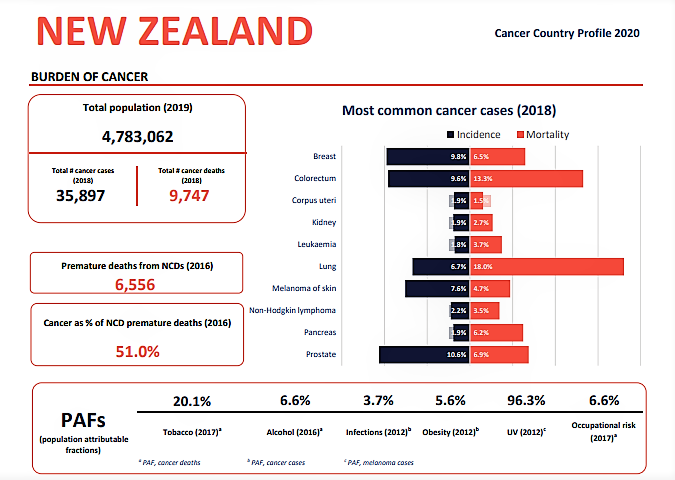 NEW ZEALAND
Cancer Country Profile 2020
BURDEN OF CANCER
Total population (2019)
4,783,062
Total # cancer cases
(2018)
35,897
Total # cancer deaths
(2018)
9,747
Premature deaths from NCDs (2016)
6,556
Cancer as % of NCD premature deaths (2016)
51.0%
Most common cancer cases (2018)
Incidence Mortality
Breast 9.8% 6.5%
Colorectum 9.6% 13.3%
Corpus uteri 1.9% 1.5%
Kidney 1.9% 2.7%
Leukaemia 1.8% 3.7%
Lung 6.7% 18.0%
Melanoma of skin 7.6% 4.7%
Non-Hodgkin lymphoma 2.2% 3.5%
Pancreas 1.9% 6.2%
Prostate 10.6% 6.9%
PAFs
(population attributable
fractions)
20.1% 6.6% 3.7% 5.6% 96.3% 6.6%
Tobacco (2017)ᵃ Alcohol (2016)ᵃ Infections (2012)ᵇ Obesity (2012)ᵇ UV (2012)ᶜ Occupational risk
(2017)ᵃ
ᵃ PAF, cancer deaths ᵇ PAF, cancer cases ᶜ PAF, melanoma cases